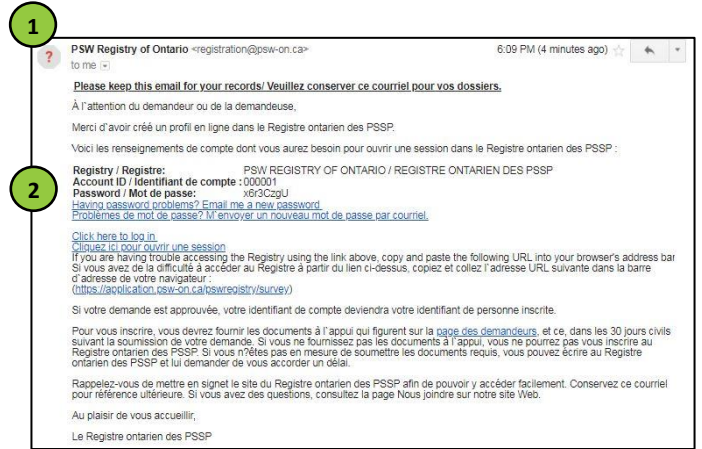 1
PSW Registry of Ontario <registration@psw-on.ca> 6:09 PM (4 minutes ago)
?
to me
Please keep this email for your records/ Veuillez conserver ce courriel pour vos dossiers.
À l`attention du demandeur ou de la demandeuse,
Merci d`avoir créé un profil en ligne dans le Registre ontarien des PSSP.
Voici les renseignements de compte dont vous aurez besoin pour ouvrir une session dans le Registre ontarien des PSSP :
Registry / Registre: PSW REGISTRY OF ONTARIO / REGISTRE ONTARIEN DES PSSP
Account ID / Identifiant de compte : 000001
2
Password / Mot de passe: x6r3CzgU
Having password problems? Email me a new password
Problèmes de mot de passe? M`envoyer un nouveau mot de passe par courriel.
Click here to log in
Cliquez ici pour ouvrir une session
If you are having trouble accessing the Registry using the link above, copy and paste the following URL into your browser's address bar
Si vous avez de la difficulté à accéder au Registre à partir du lien ci-dessus, copiez et collez l`adresse URL suivante dans la barre
d`adresse de votre navigateur :
(https://application.psw-on.ca/pswregistry/survey)
Si votre demande est approuvée, votre identifiant de compte deviendra votre identifiant de personne inscrite.
Pour vous inscrire, vous devrez fournir les documents à l`appui qui figurent sur la page des demandeurs, et ce, dans les 30 jours civils
suivant la soumission de votre demande. Si vous ne fournissez pas les documents à l`appui, vous ne pourrez pas vous inscrire au
Registre ontarien des PSSP. Si vous n?êtes pas en mesure de soumettre les documents requis, vous pouvez écrire au Registre
ontarien des PSSP et lui demander de vous accorder un délai.
Rappelez-vous de mettre en signet le site du Registre ontarien des PSSP afin de pouvoir y accéder facilement. Conservez ce courriel
pour référence ultérieure. Si vous avez des questions, consultez la page Nous joindre sur notre site Web.
Au plaisir de vous accueillir,
Le Registre ontarien des PSSP